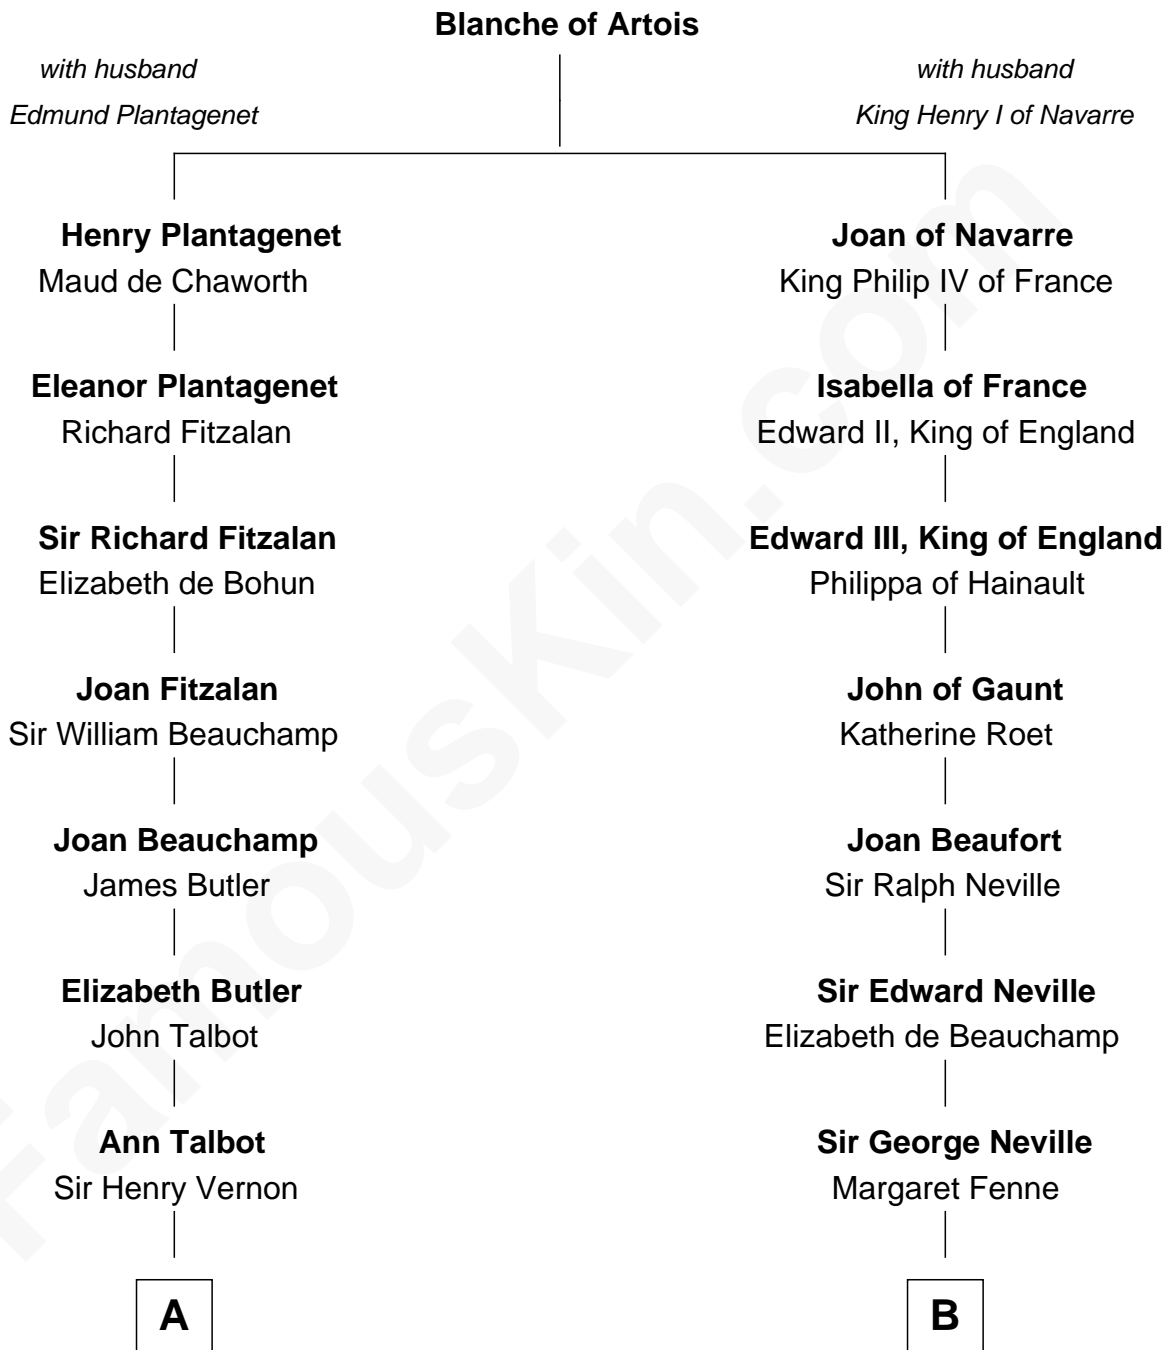 Blanche of Artois
with husband
Edmund Plantagenet
with husband
King Henry I of Navarre
Henry Plantagenet
Maud de Chaworth
Joan of Navarre
King Philip IV of France
Eleanor Plantagenet
Richard Fitzalan
Isabella of France
Edward II, King of England
Sir Richard Fitzalan
Elizabeth de Bohun
Edward III, King of England
Philippa of Hainault
Joan Fitzalan
Sir William Beauchamp
John of Gaunt
Katherine Roet
Joan Beauchamp
James Butler
Joan Beaufort
Sir Ralph Neville
Elizabeth Butler
John Talbot
Sir Edward Neville
Elizabeth de Beauchamp
Ann Talbot
Sir Henry Vernon
Sir George Neville
Margaret Fenne
A
B
FamousKin.com